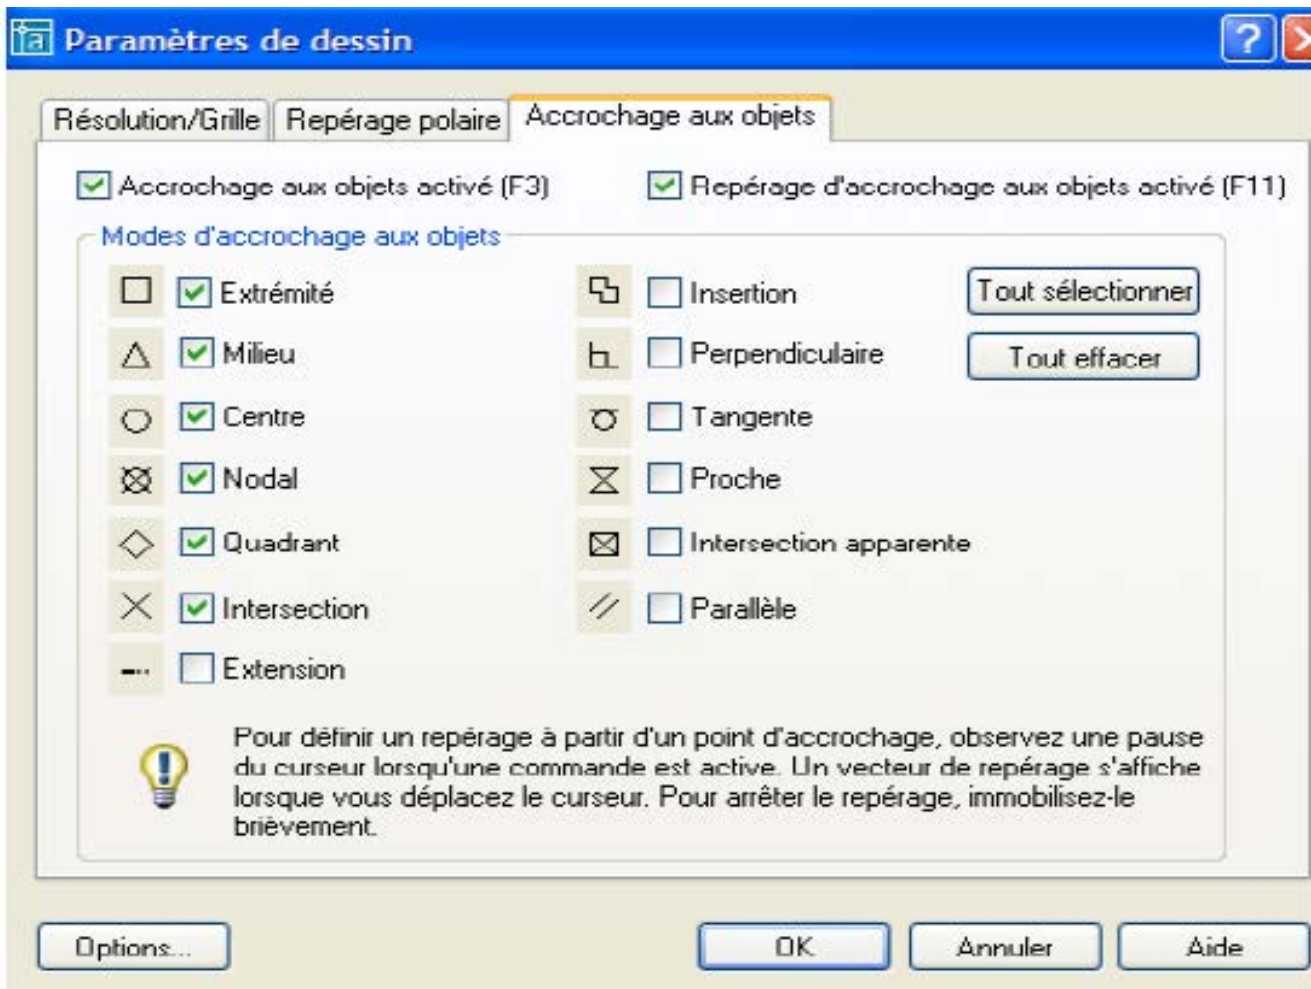 Paramètres de dessin
Résolution/Grille Repérage polaire Accrochage aux objets
Accrochage aux objets activé (F3) Repérage d'accrochage aux objets activé (F11)
Modes d'accrochage aux objets
Extrémité Insertion Tout sélectionner
Milieu Perpendiculaire Tout effacer
Centre Tangente
Nodal Proche
Quadrant Intersection apparente
Intersection Parallèle
Extension
Pour définir un repérage à partir d'un point d'accrochage, observez une pause
du curseur lorsqu'une commande est active. Un vecteur de repérage s'affiche
lorsque vous déplacez le curseur. Pour arrêter le repérage, immobilisez-le
brièvement.
Options... OK Annuler Aide